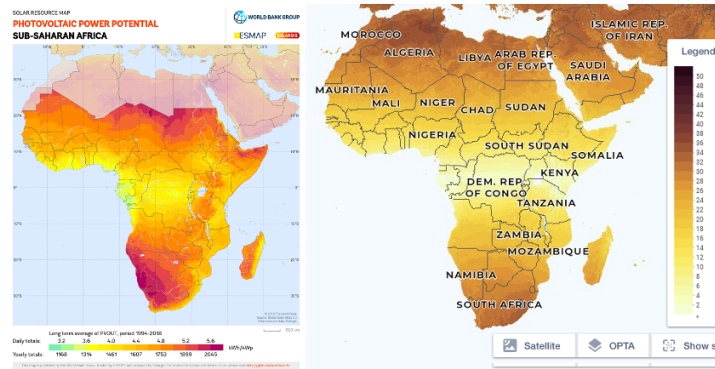 SOLAR RESOURCE MAP
PHOTOVOLTAIC POWER POTENTIAL
SUB-SAHARAN AFRICA
WORLD BANK GROUP
ESMAP
SOLARGIS
Long term average of PVOUT, period 1994-2018
Daily totals: 3.2 3.6 4.0 4.4 4.8 5.2 5.6
kWh/kWp
Yearly totals: 1168 1314 1461 1607 1753 1899 2045
MOROCCO
ALGERIA
LIBYA
ARAB REP.
OF EGYPT
ISLAMIC REP.
OF IRAN
SAUDI
ARABIA
MAURITANIA
MALI
NIGER
CHAD
SUDAN
NIGERIA
SOUTH SUDAN
SOMALIA
DEM. REP.
OF CONGO
KENYA
TANZANIA
ZAMBIA
MOZAMBIQUE
NAMIBIA
SOUTH AFRICA
Legend
50
48
46
44
42
40
38
36
34
32
30
28
26
24
22
20
18
16
14
12
10
8
6
4
2
Satellite
OPTA
Show s